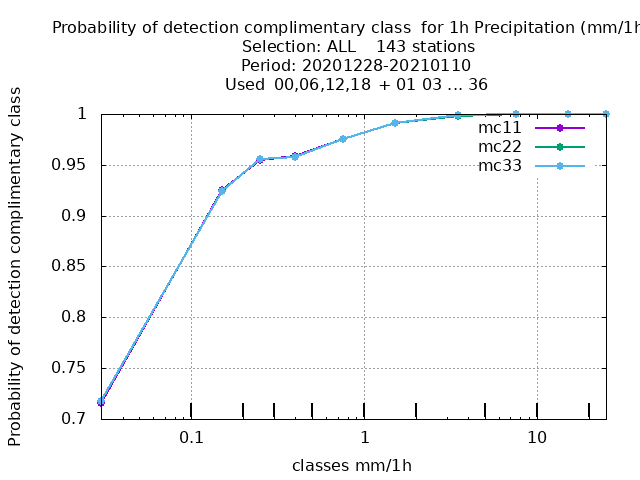 Probability of detection complimentary class for 1h Precipitation (mm/1h
Selection: ALL 143 stations
Period: 20201228-20210110
Used 00,06,12,18 + 01 03 ... 36
Probability of detection complimentary class
1
0.95
0.9
0.85
0.8
0.75
0.7
mc11
mc22
mc33
0.1
1
10
classes mm/1h